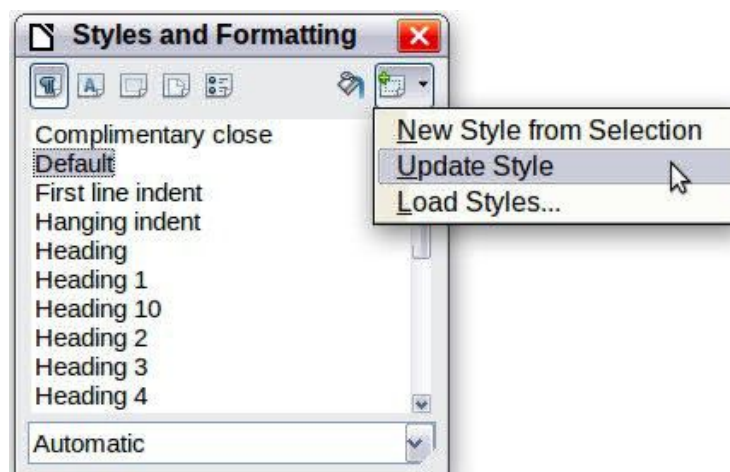 Styles and Formatting
New Style from Selection
Update Style
Load Styles...
Complimentary close
Default
First line indent
Hanging indent
Heading
Heading 1
Heading 10
Heading 2
Heading 3
Heading 4
Automatic